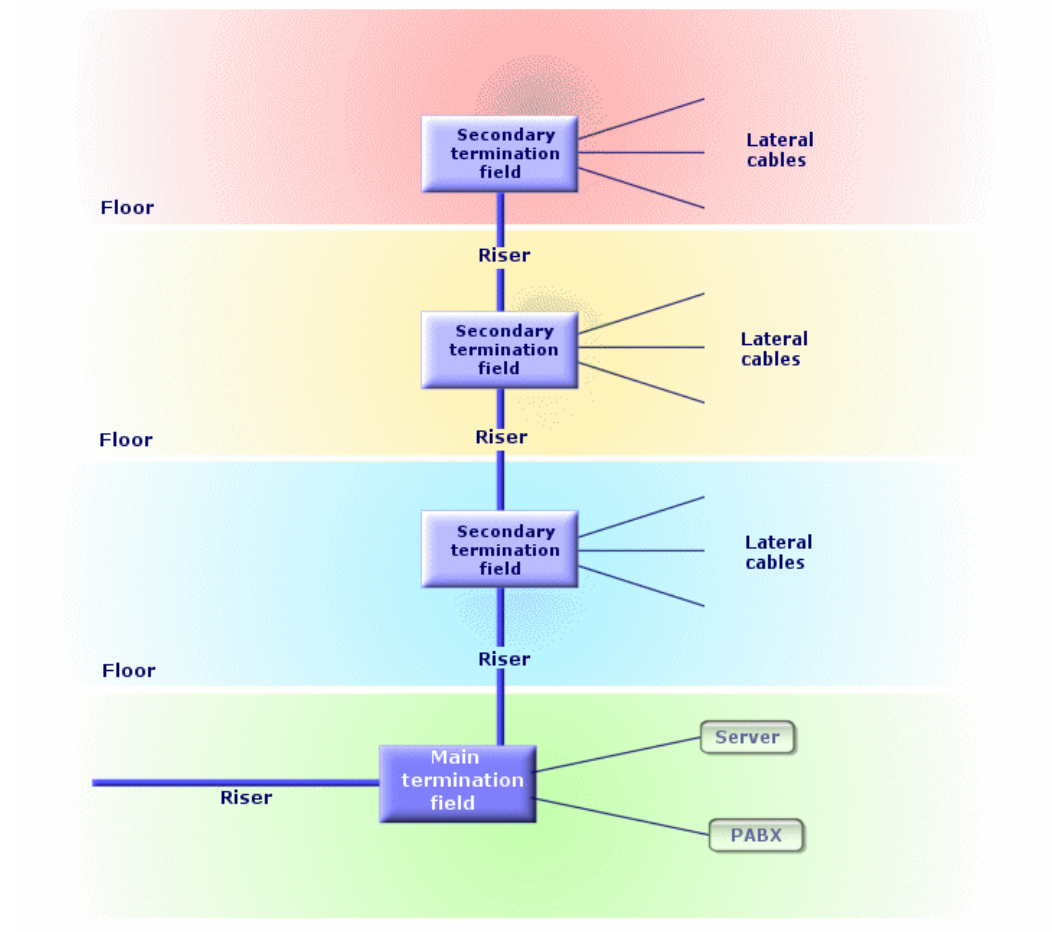 Secondary
termination
field
Lateral
cables
Floor
Riser
Secondary
termination
field
Lateral
cables
Riser
Floor
Secondary
termination
field
Lateral
cables
Riser
Floor
Main
termination
field
Server
Riser
PABX